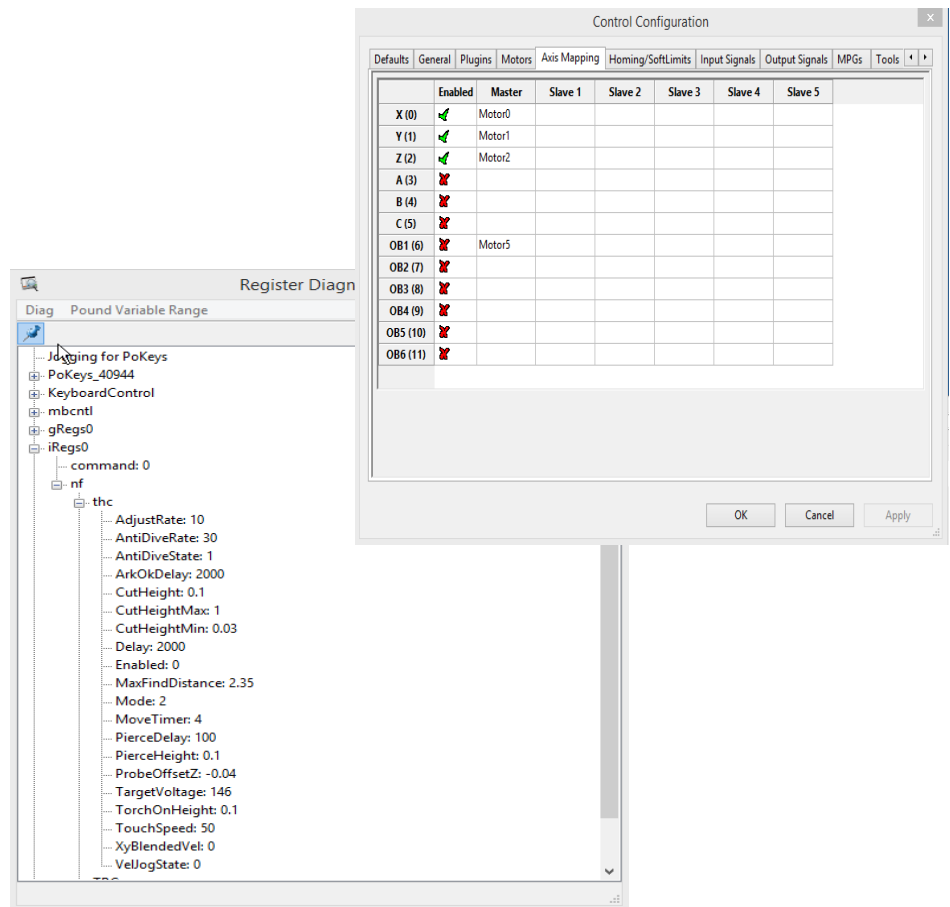 Control Configuration
x
Defaults General Plugins Motors Axis Mapping Homing/SoftLimits Input Signals Output Signals MPGs Tools
Enabled Master Slave 1 Slave 2 Slave 3 Slave 4 Slave 5
X (0) Motor0
Y (1) Motor1
Z (2) Motor2
A (3)
B (4)
C (5)
OB1 (6) Motor5
OB2 (7)
OB3 (8)
OB4 (9)
OB5 (10)
OB6 (11)
OK Cancel Apply
Register Diagn
Diag Pound Variable Range
Jogging for PoKeys
PoKeys_40944
KeyboardControl
mbcntl
gRegs0
iRegs0
command: 0
nf
thc
AdjustRate: 10
AntiDiveRate: 30
AntiDiveState: 1
ArkOkDelay: 2000
CutHeight: 0.1
CutHeightMax: 1
CutHeightMin: 0.03
Delay: 2000
Enabled: 0
MaxFindDistance: 2.35
Mode: 2
MoveTimer: 4
PierceDelay: 100
PierceHeight: 0.1
ProbeOffsetZ: -0.04
TargetVoltage: 146
TorchOnHeight: 0.1
TouchSpeed: 50
XyBlendedVel: 0
VelJogState: 0